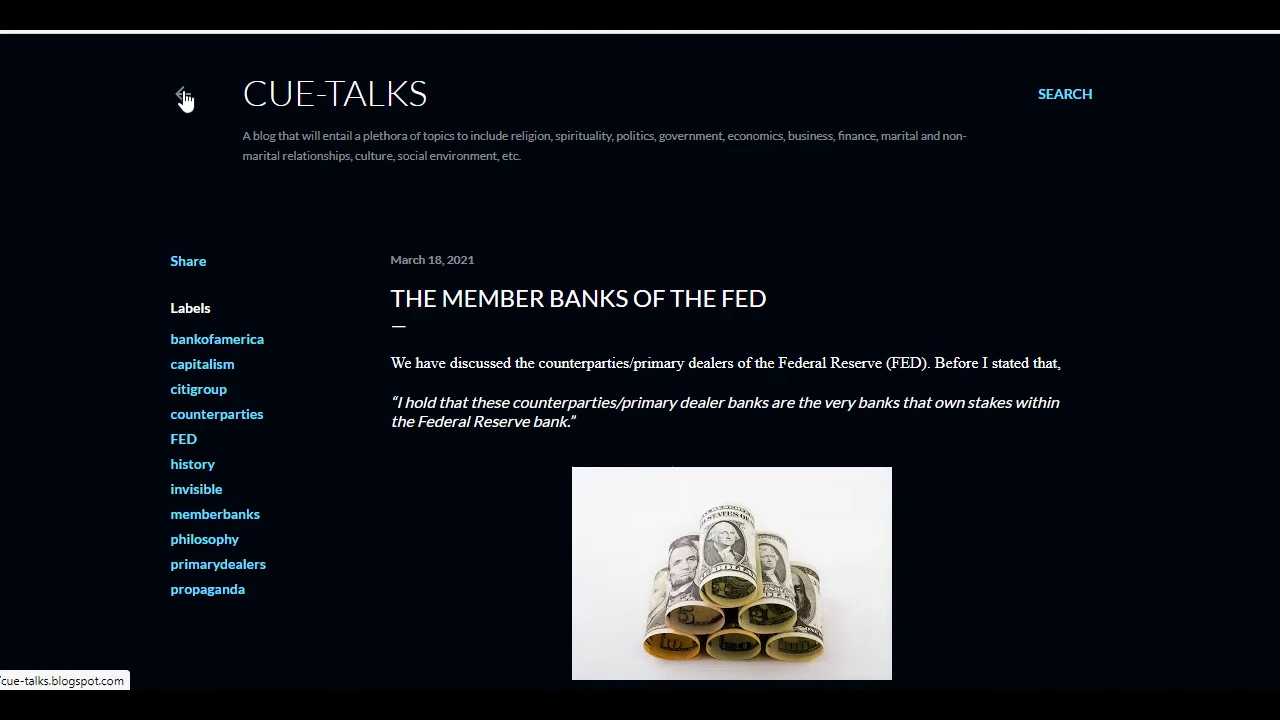 CUE-TALKS
SEARCH
A blog that will entail a plethora of topics to include religion, spirituality, politics, government, economics, business, finance, marital and non-
marital relationships, culture, social environment, etc.
Share
Labels
bankofamerica
capitalism
citigroup
counterparties
FED
history
invisible
memberbanks
philosophy
primarydealers
propaganda
March 18, 2021
THE MEMBER BANKS OF THE FED
We have discussed the counterparties/primary dealers of the Federal Reserve (FED). Before I stated that,
“I hold that these counterparties/primary dealer banks are the very banks that own stakes within
the Federal Reserve bank.”
/cue-talks.blogspot.com